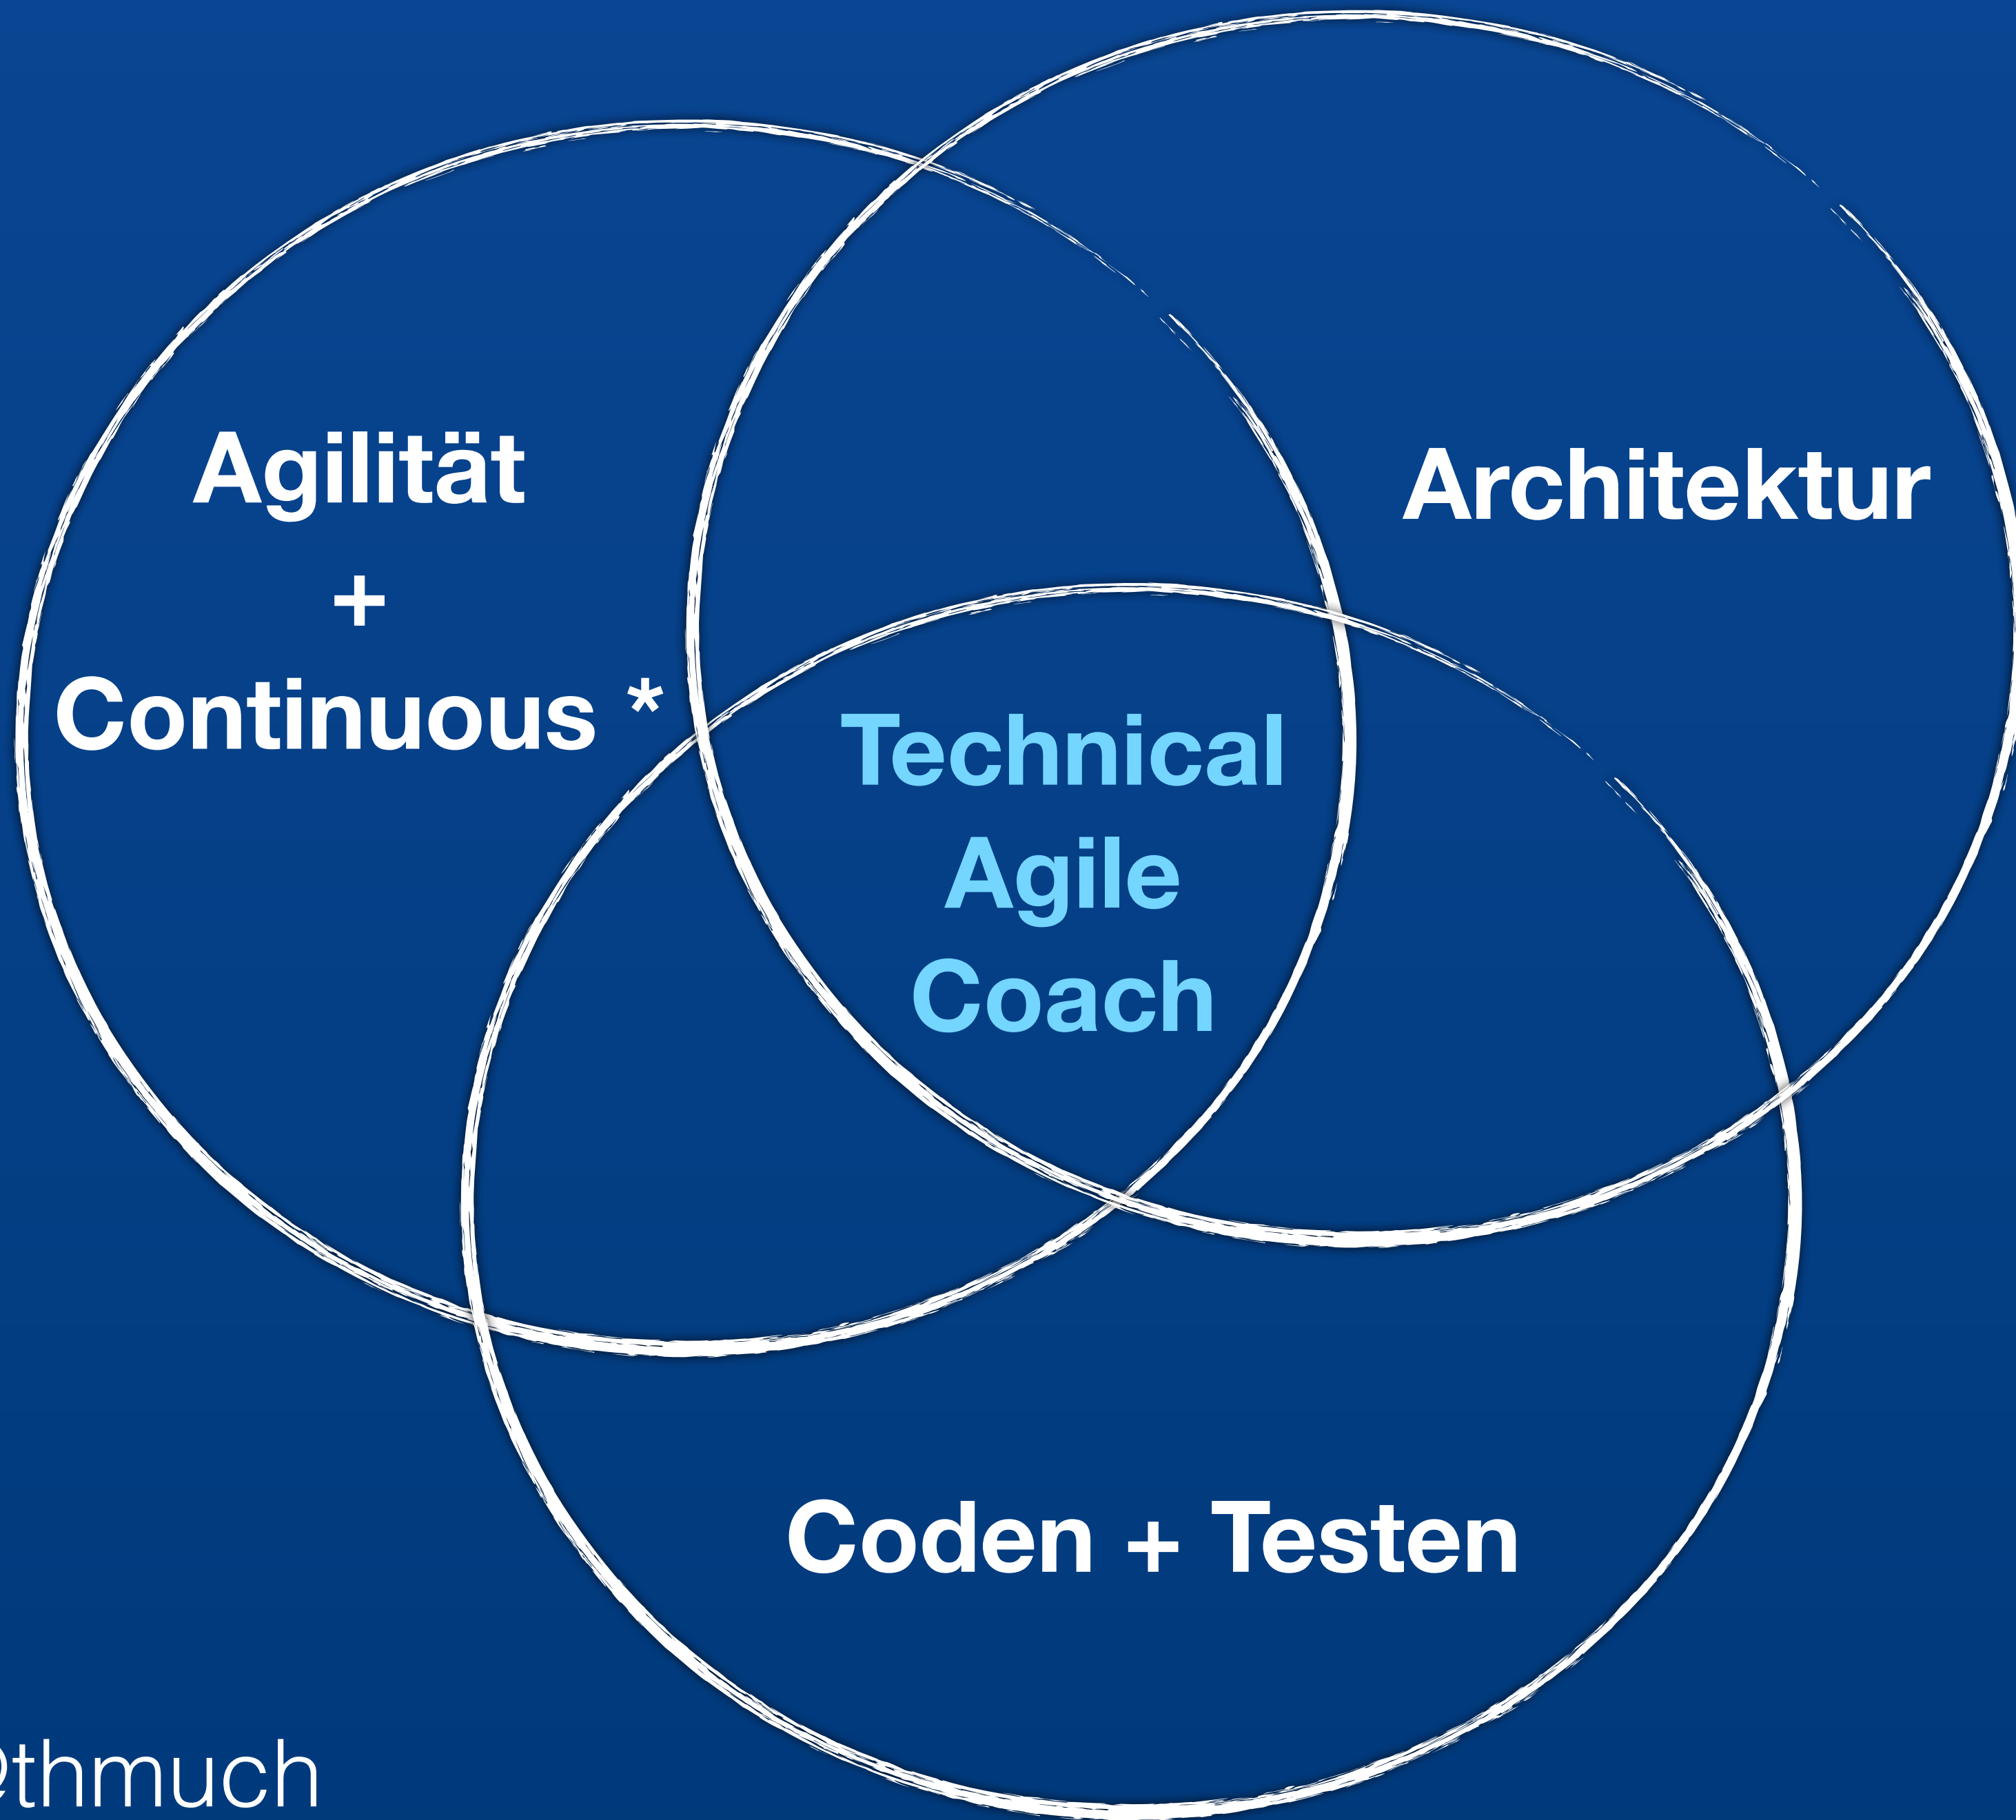 Agilität
+
Continuous *
Architektur
Technical
Agile
Coach
Coden + Testen
@thmuch